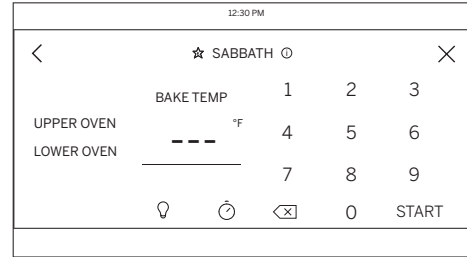 12:30 PM
SABBATH
BAKE TEMP
1 2 3
UPPER OVEN
--- °F
4 5 6
LOWER OVEN
7 8 9
0 START